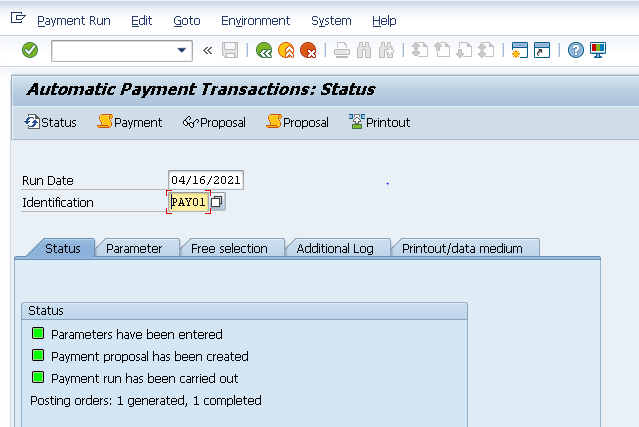 Payment Run Edit Goto Environment System Help
Automatic Payment Transactions: Status
Status Payment Proposal Proposal Printout
Run Date 04/16/2021
Identification PAY01
Status Parameter Free selection Additional Log Printout/data medium
Status
Parameters have been entered
Payment proposal has been created
Payment run has been carried out
Posting orders: 1 generated, 1 completed